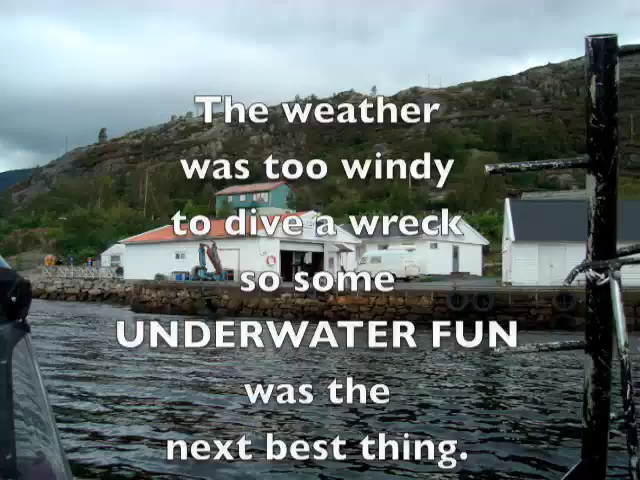 The weather
was too windy
to dive a wreck
so some
UNDERWATER FUN
was the
next best thing.